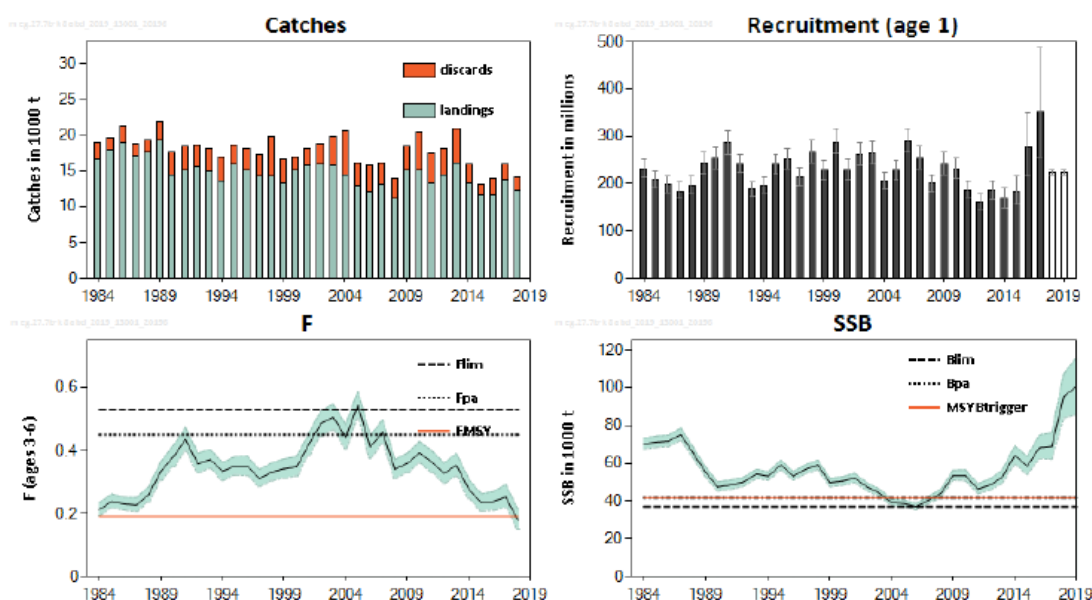 Catches
Catches in 1000 t
30
25
20
15
10
5
0
discards
landings
1984 1989 1994 1999 2004 2009 2014 2019
Recruitment (age 1)
Recruitment in millions
500
400
300
200
100
0
1984 1989 1994 1999 2004 2009 2014 2019
F
F (ages 3-6)
0.6
0.4
0.2
0
Flim
Fpa
FMSY
1984 1989 1994 1999 2004 2009 2014 2019
SSB
SSB in 1000 t
120
100
80
60
40
20
0
Blim
Bpa
MSYBtrigger
1984 1989 1994 1999 2004 2009 2014 2019